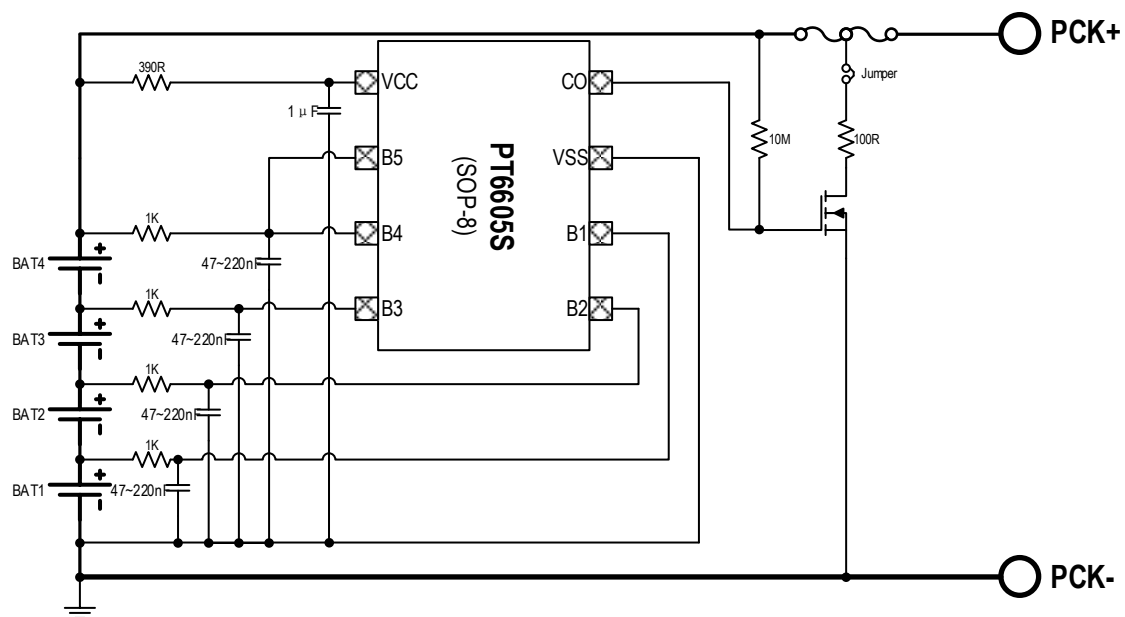 PCK+
390R
VCC
CO
Jumper
1 μF
10M
100R
B5
VSS
PT6605S
(SOP-8)
1K
B4
B1
BAT4
47~220nF
1K
B3
B2
BAT3
47~220nF
1K
BAT2
47~220nF
1K
BAT1
47~220nF
PCK-